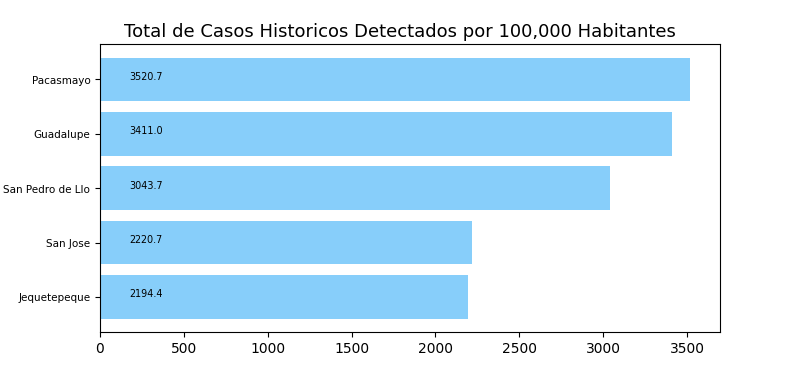 Total de Casos Historicos Detectados por 100,000 Habitantes
Pacasmayo 3520.7
Guadalupe 3411.0
San Pedro de Llo 3043.7
San Jose 2220.7
Jequetepeque 2194.4
0 500 1000 1500 2000 2500 3000 3500